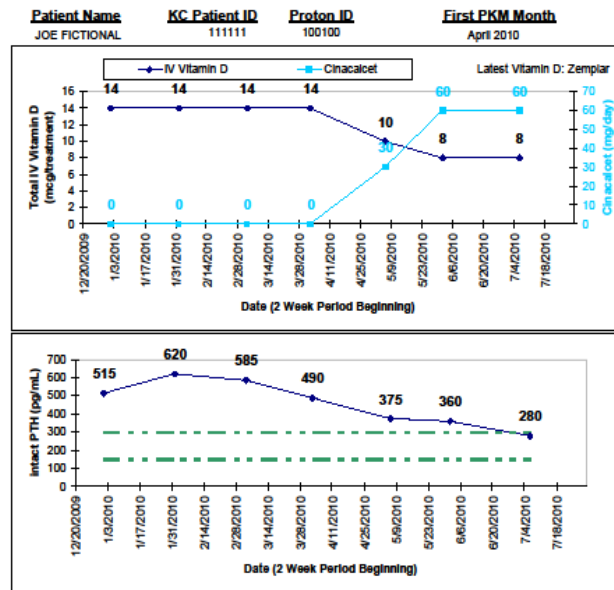 Patient Name KC Patient ID Proton ID First PKM Month
JOE FICTIONAL 111111 100100 April 2010
IV Vitamin D Cinacalcet Latest Vitamin D: Zemplar
Total IV Vitamin D
(mcg/treatment)
16
14
12
10
8
6
4
2
0
14 14 14 14 10 8 8
0 0 0 0 30 60 60
70
60
50
40
30
20
10
0
Cinacalcet (mg/day)
12/20/2009 1/3/2010 1/17/2010 1/31/2010 2/14/2010 2/28/2010 3/14/2010 3/28/2010 4/11/2010 4/25/2010 5/9/2010 5/23/2010 6/6/2010 6/20/2010 7/4/2010 7/18/2010
Date (2 Week Period Beginning)
intact PTH (pg/mL)
700
600
500
400
300
200
100
0
515 620 585 490 375 360 280
12/20/2009 1/3/2010 1/17/2010 1/31/2010 2/14/2010 2/28/2010 3/14/2010 3/28/2010 4/11/2010 4/25/2010 5/9/2010 5/23/2010 6/6/2010 6/20/2010 7/4/2010 7/18/2010
Date (2 Week Period Beginning)